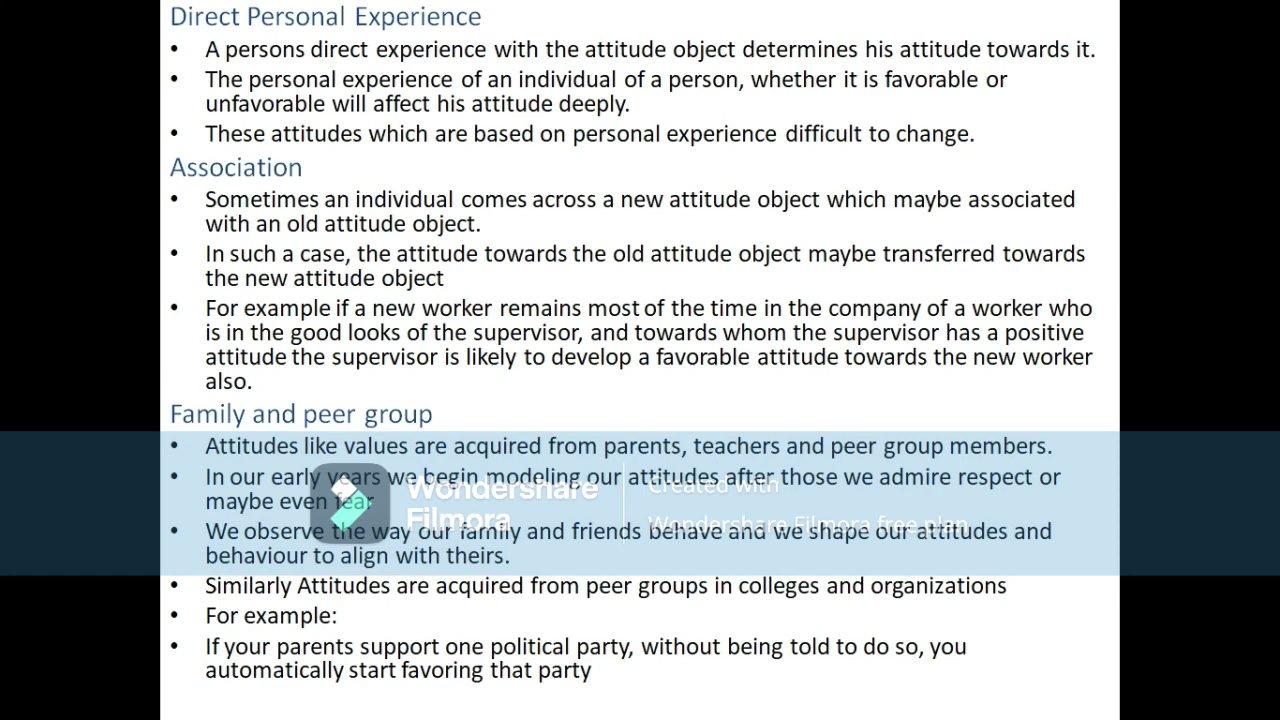 Direct Personal Experience
• A persons direct experience with the attitude object determines his attitude towards it.
• The personal experience of an individual of a person, whether it is favorable or
unfavorable will affect his attitude deeply.
• These attitudes which are based on personal experience difficult to change.
Association
• Sometimes an individual comes across a new attitude object which maybe associated
with an old attitude object.
• In such a case, the attitude towards the old attitude object maybe transferred towards
the new attitude object
• For example if a new worker remains most of the time in the company of a worker who
is in the good looks of the supervisor, and towards whom the supervisor has a positive
attitude the supervisor is likely to develop a favorable attitude towards the new worker
also.
Family and peer group
• Attitudes like values are acquired from parents, teachers and peer group members.
• In our early years we begin modeling our attitudes after those we admire respect or
maybe even fear
Wondershare
Filmora
Created with
Wondershare Filmora free plan
• We observe the way our family and friends behave and we shape our attitudes and
behaviour to align with theirs.
• Similarly Attitudes are acquired from peer groups in colleges and organizations
• For example:
• If your parents support one political party, without being told to do so, you
automatically start favoring that party